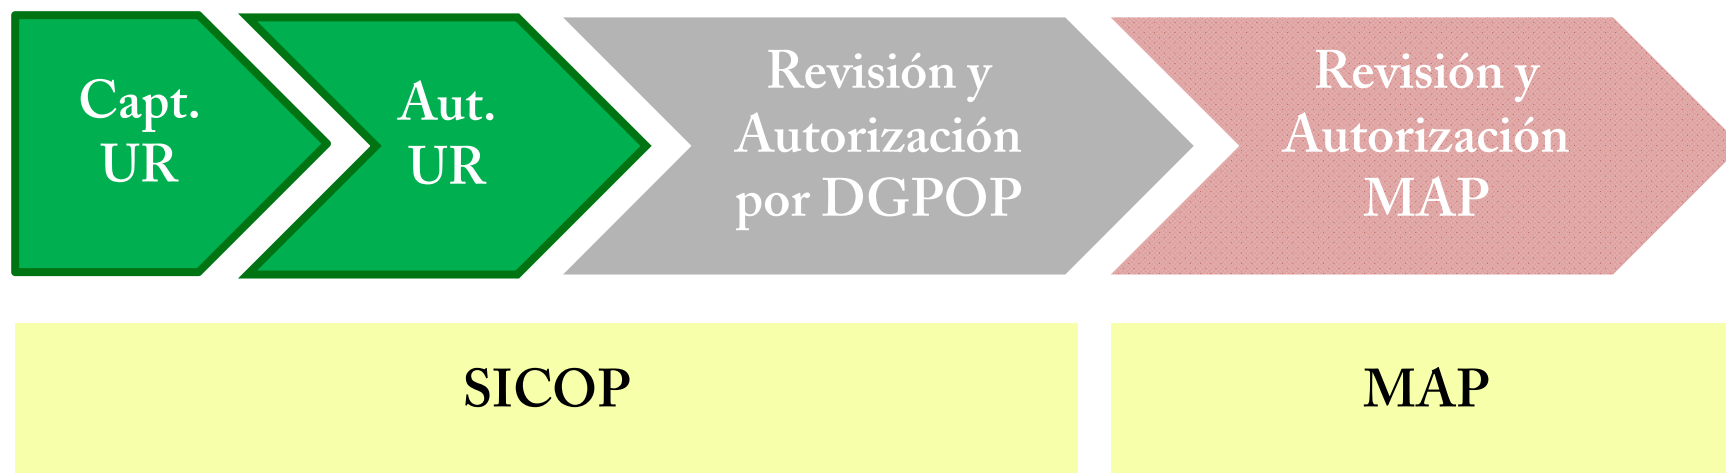 Capt.
UR
Aut.
UR
Revisión y
Autorización
por DGPOP
Revisión y
Autorización
MAP
SICOP
MAP